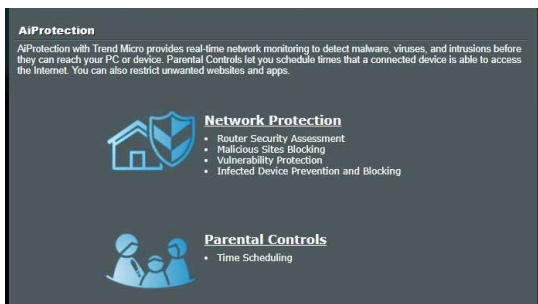 AiProtection
AiProtection with Trend Micro provides real-time network monitoring to detect malware, viruses, and intrusions before
they can reach your PC or device. Parental Controls let you schedule times that a connected device is able to access
the Internet. You can also restrict unwanted websites and apps.
Network Protection
• Router Security Assessment
• Malicious Sites Blocking
• Vulnerability Protection
• Infected Device Prevention and Blocking
Parental Controls
• Time Scheduling